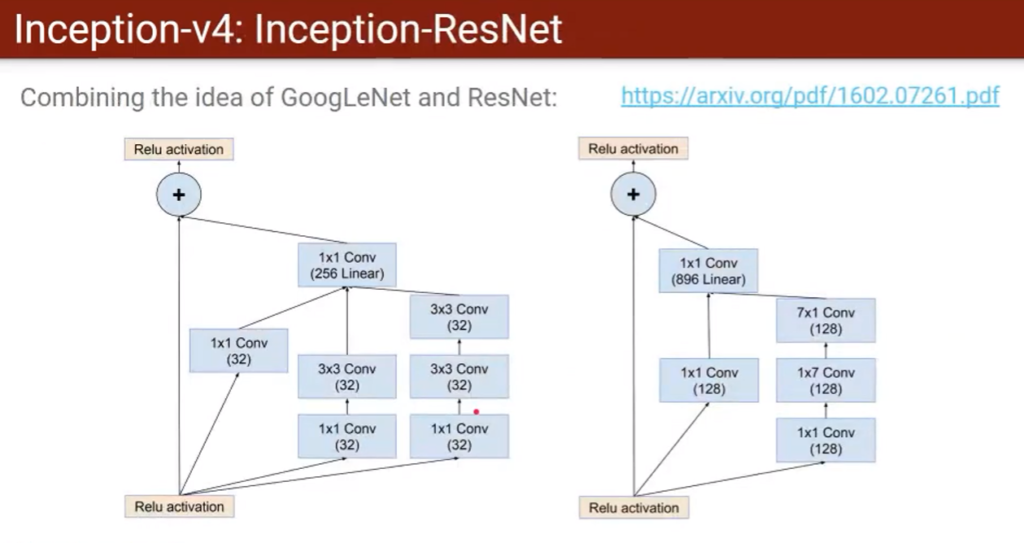 Inception-v4: Inception-ResNet
Combining the idea of GoogLeNet and ResNet:
https://arxiv.org/pdf/1602.07261.pdf
Relu activation
+
1x1 Conv
(256 Linear)
3x3 Conv
(32)
1x1 Conv
(32)
3x3 Conv
(32)
3x3 Conv
(32)
1x1 Conv
(32)
1x1 Conv
(32)
Relu activation
Relu activation
+
1x1 Conv
(896 Linear)
7x1 Conv
(128)
1x1 Conv
(128)
1x7 Conv
(128)
1x1 Conv
(128)
Relu activation